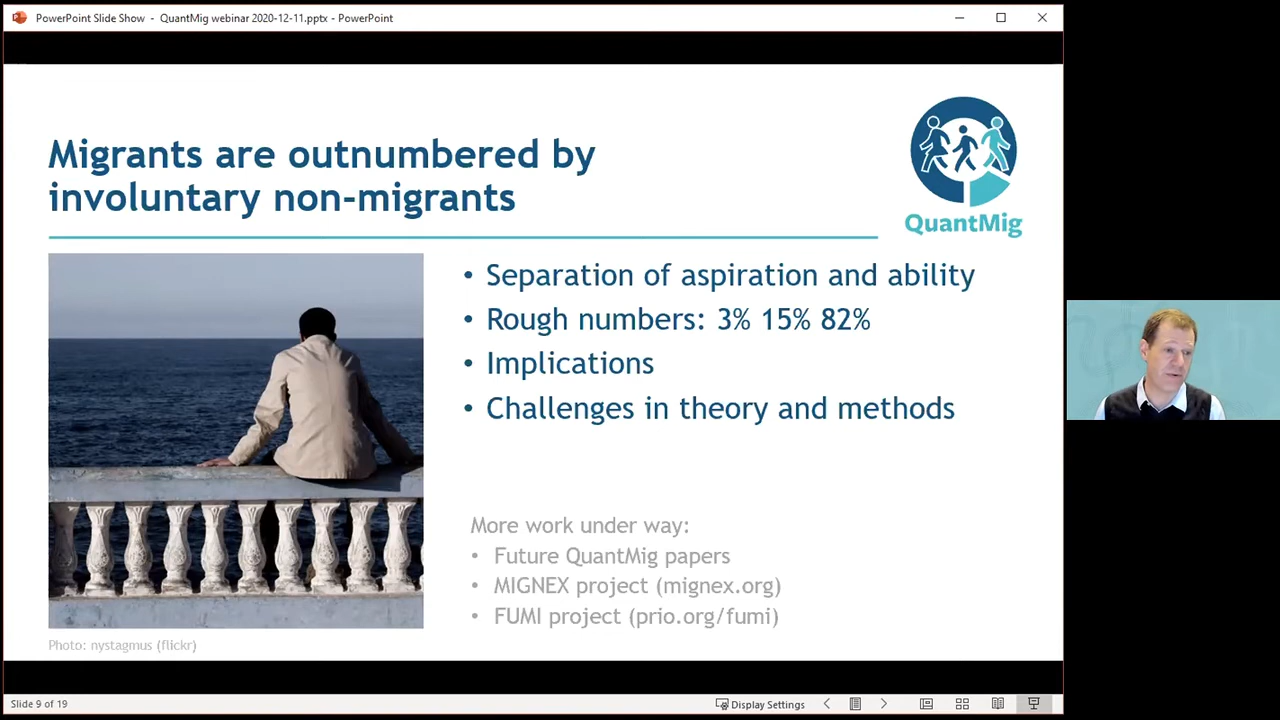 PowerPoint Slide Show - QuantMig webinar 2020-12-11.pptx - PowerPoint
Migrants are outnumbered by
involuntary non-migrants
QuantMig
• Separation of aspiration and ability
• Rough numbers: 3% 15% 82%
• Implications
• Challenges in theory and methods
More work under way:
• Future QuantMig papers
• MIGNEX project (mignex.org)
• FUMI project (prio.org/fumi)
Photo: nystagmus (flickr)
Slide 9 of 19
Display Settings